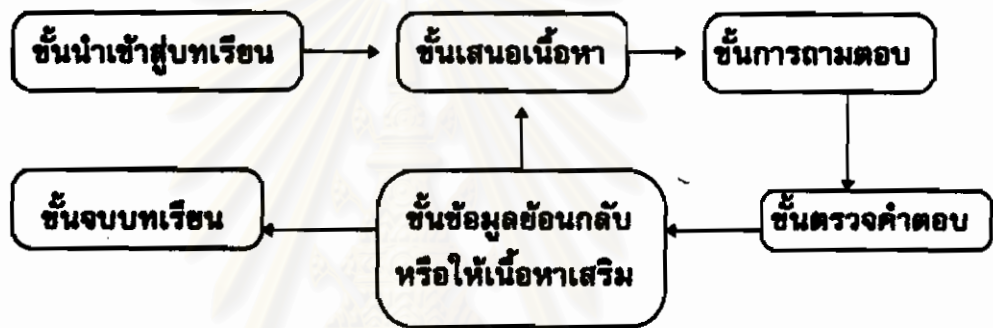 ขั้นนำเข้าสู่บทเรียน
ขั้นเสนอเนื้อหา
ขั้นการถามตอบ
ขั้นตรวจคำตอบ
ขั้นข้อมูลย้อนกลับ
หรือให้เนื้อหาเสริม
ขั้นจบบทเรียน